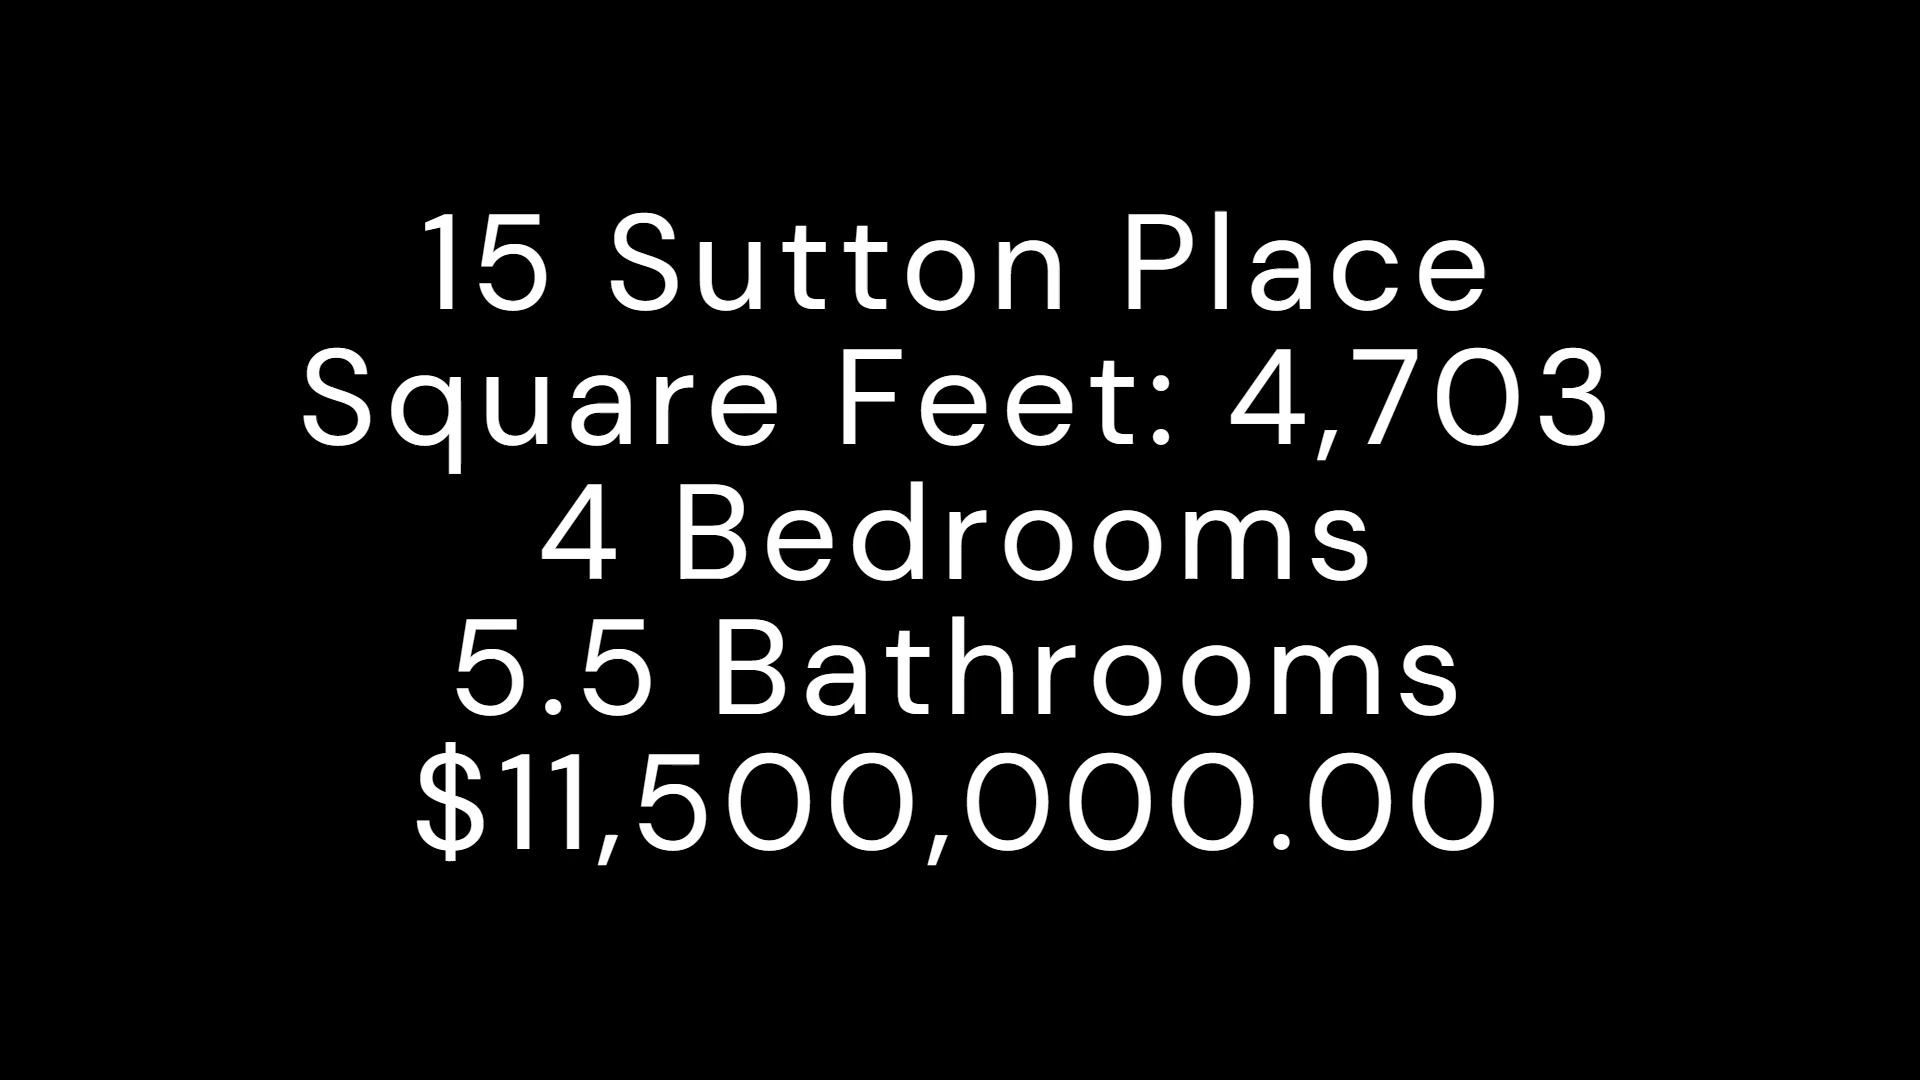 15 Sutton Place
Square Feet: 4,703
4 Bedrooms
5.5 Bathrooms
$11,500,000.00